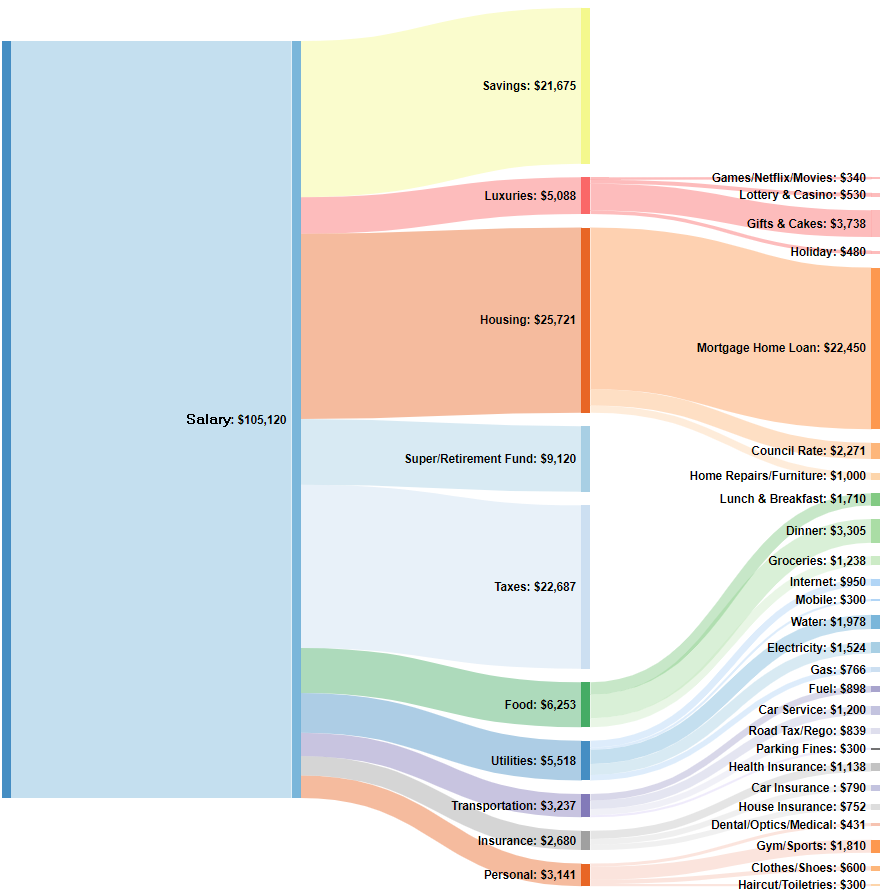 Salary: $105,120
Savings: $21,675
Luxuries: $5,088
Housing: $25,721
Super/Retirement Fund: $9,120
Taxes: $22,687
Food: $6,253
Utilities: $5,518
Transportation: $3,237
Insurance: $2,680
Personal: $3,141
Games/Netflix/Movies: $340
Lottery & Casino: $530
Gifts & Cakes: $3,738
Holiday: $480
Mortgage Home Loan: $22,450
Council Rate: $2,271
Home Repairs/Furniture: $1,000
Lunch & Breakfast: $1,710
Dinner: $3,305
Groceries: $1,238
Internet: $950
Mobile: $300
Water: $1,978
Electricity: $1,524
Gas: $766
Fuel: $898
Car Service: $1,200
Road Tax/Rego: $839
Parking Fines: $300
Health Insurance: $1,138
Car Insurance : $790
House Insurance: $752
Dental/Optics/Medical: $431
Gym/Sports: $1,810
Clothes/Shoes: $600
Haircut/Toiletries: $300